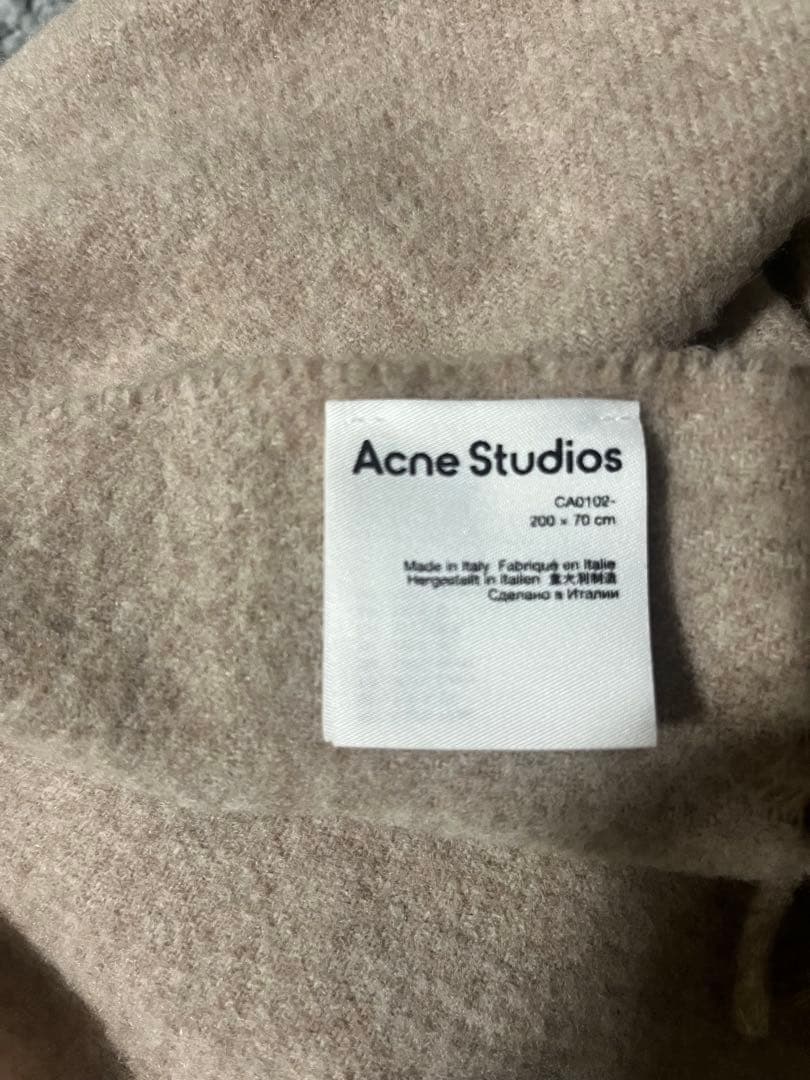 Acne Studios
CA0102-
200 × 70 cm
Made in Italy Fabriqué en Italie
Hergestellt in Italien 意大利制造
Сделано в Италии